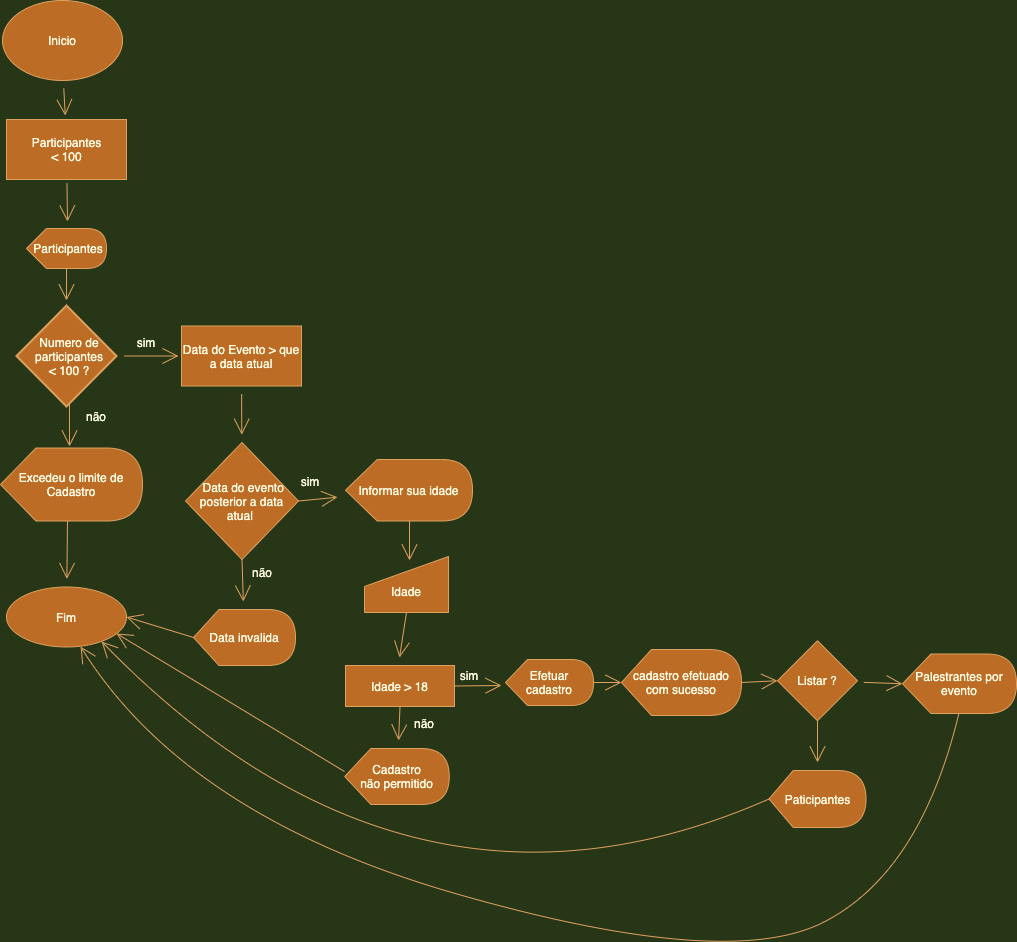 Inicio
Participantes
< 100
Participantes
Numero de
participantes
< 100 ?
sim
Data do Evento > que
a data atual
não
Excedeu o limite de
Cadastro
Data do evento
posterior a data
atual
sim
Informar sua idade
não
Idade
Fim
Data invalida
Idade > 18
sim
Efetuar
cadastro
cadastro efetuado
com sucesso
Listar ?
Palestrantes por
evento
não
Cadastro
não permitido
Paticipantes